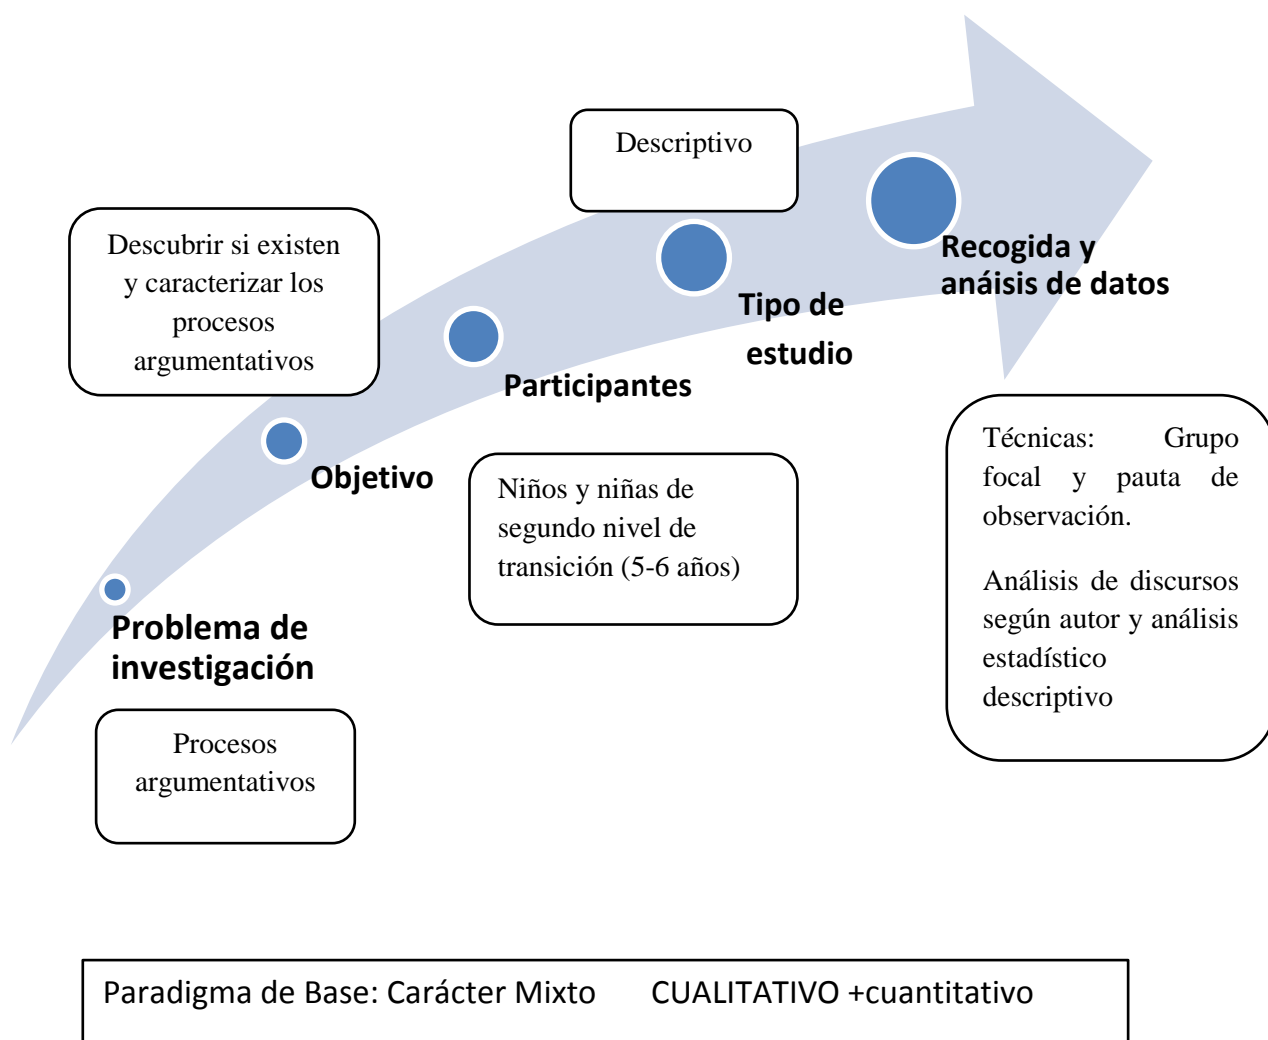 Descriptivo
Descubrir si existen
y caracterizar los
procesos
argumentativos
Recogida y
anáisis de datos
Tipo de
estudio
Participantes
Objetivo
Niños y niñas de
segundo nivel de
transición (5-6 años)
Técnicas: Grupo
focal y pauta de
observación.
Análisis de discursos
según autor y análisis
estadístico
descriptivo
Problema de
investigación
Procesos
argumentativos
Paradigma de Base: Carácter Mixto CUALITATIVO +cuantitativo